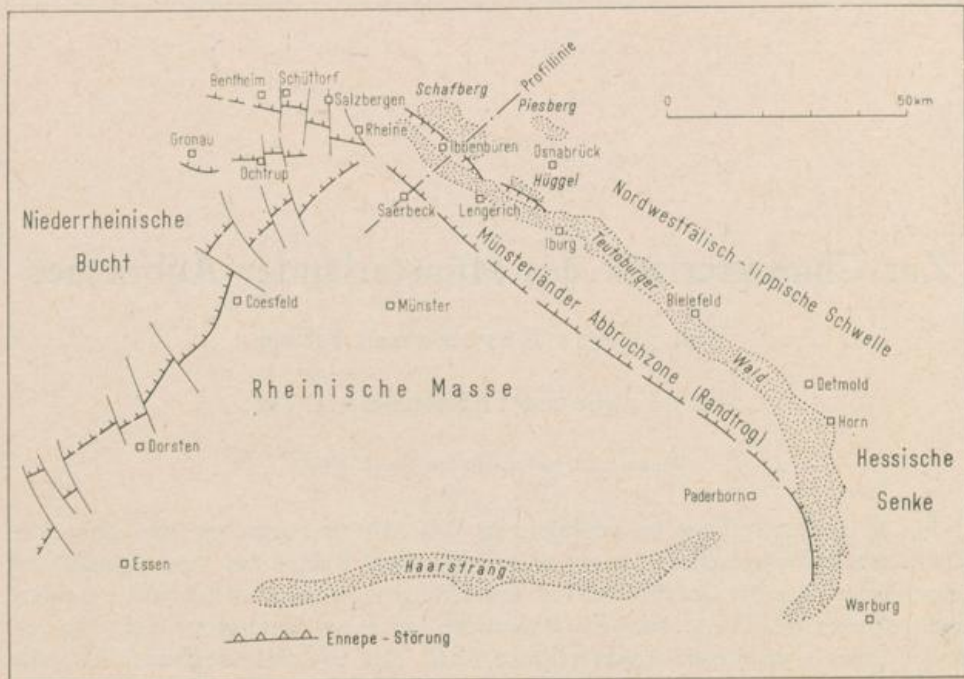 Bentheim
Schüttorf
Salzbergen
Gronau
Ochtrup
Rheine
Schafberg
Profillinie
Piesberg
0 50 km
Ibbenbüren
Osnabrück
Hüggel
Saerbeck
Lengerich
Iburg
Niederrheinische
Bucht
Nordwestfälisch - lippische Schwelle
Teutoburger Wald
Coesfeld
Münster
Bielefeld
Münsterländer Abbruchzone (Randtrog)
Rheinische Masse
Detmold
Horn
Dorsten
Hessische
Senke
Paderborn
Essen
Haarstrang
Warburg
Ennepe - Störung